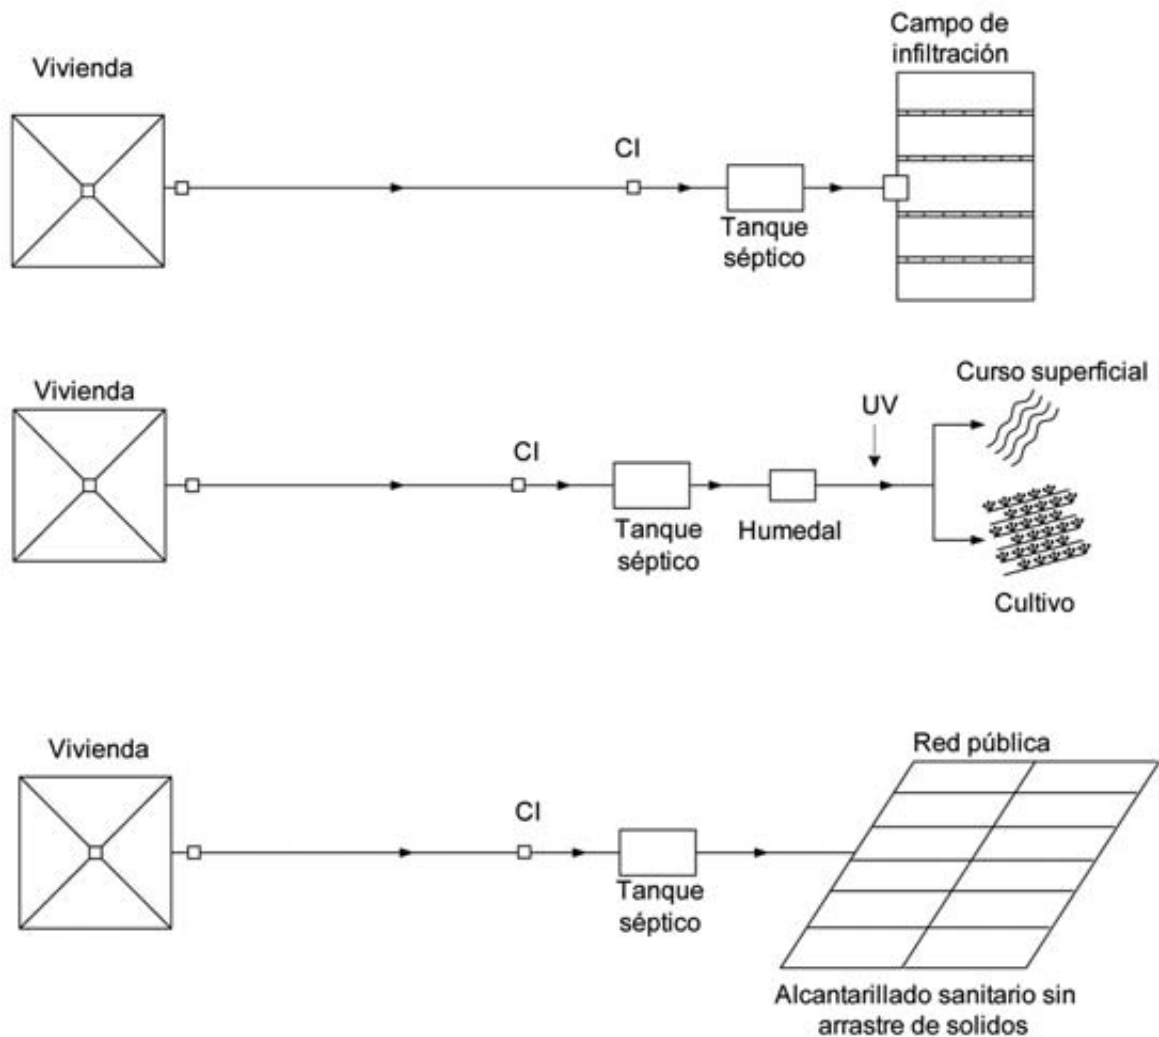 Vivienda
Campo de
infiltración
CI
Tanque
séptico
Vivienda
CI
Tanque
séptico
Humedal
UV
Curso superficial
Cultivo
Vivienda
CI
Tanque
séptico
Red pública
Alcantarillado sanitario sin
arrastre de solidos